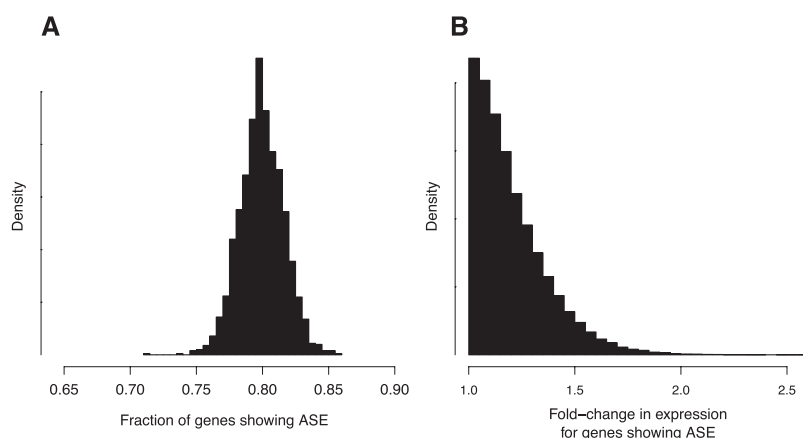 A
Density
0.65 0.70 0.75 0.80 0.85 0.90
Fraction of genes showing ASE
B
Density
1.0 1.5 2.0 2.5
Fold−change in expression
for genes showing ASE